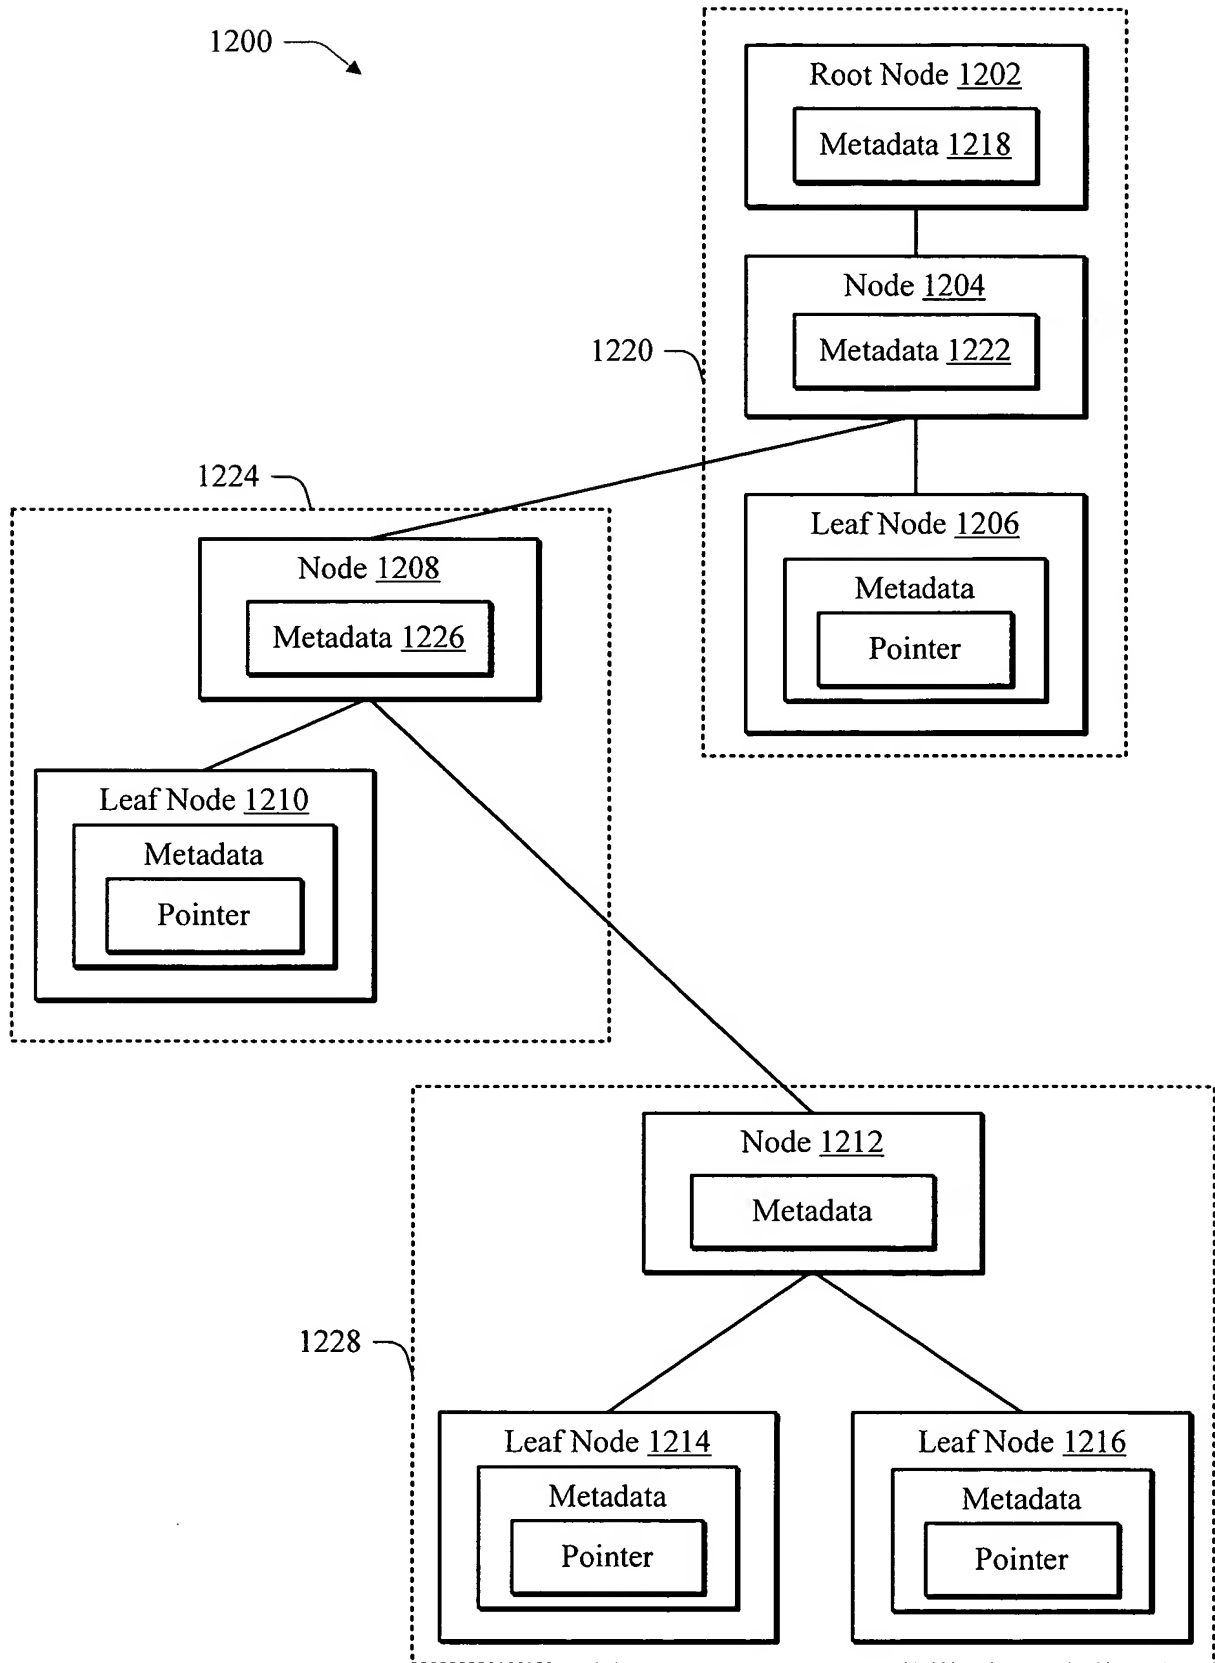 1200
Root Node 1202
Metadata 1218
Node 1204
Metadata 1222
1220
1224
Leaf Node 1206
Metadata
Pointer
Node 1208
Metadata 1226
Leaf Node 1210
Metadata
Pointer
Node 1212
Metadata
1228
Leaf Node 1214
Metadata
Pointer
Leaf Node 1216
Metadata
Pointer